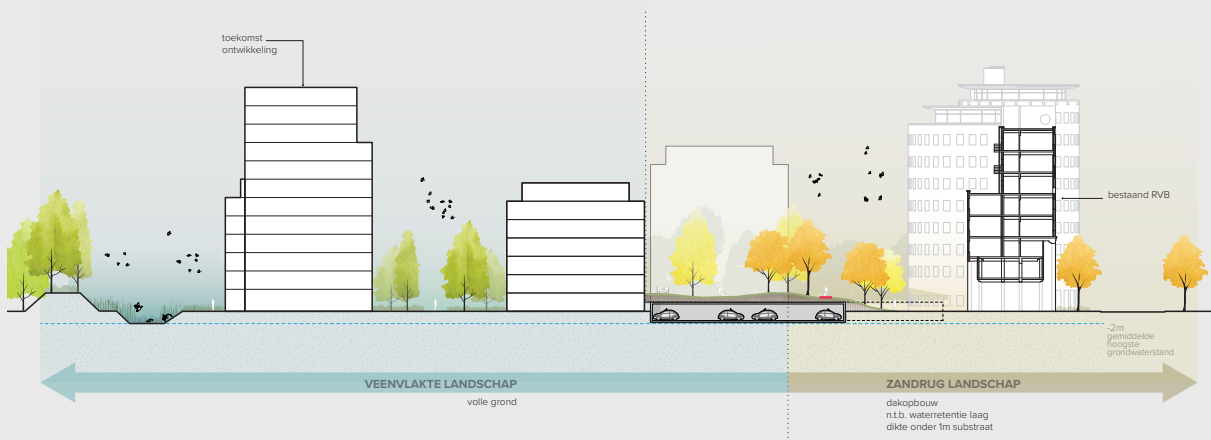 toekomst
ontwikkeling
bestaand RVB
-2m
gemiddelde
hoogste
grondwaterstand
VEENVLAKTE LANDSCHAP
volle grond
ZANDRUG LANDSCHAP
dakopbouw
n.t.b. waterretentie laag
dikte onder 1m substraat